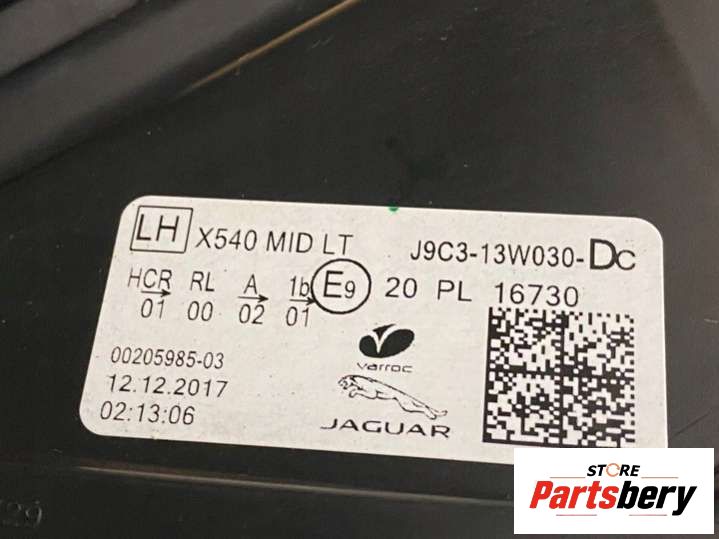 LH X540 MID LT J9C3-13W030-DC
HCR RL A 1b E9 20 PL 16730
01 00 02 01
00205985-03
12.12.2017
02:13:06
varroc
JAGUAR
29
STORE
Partsbery